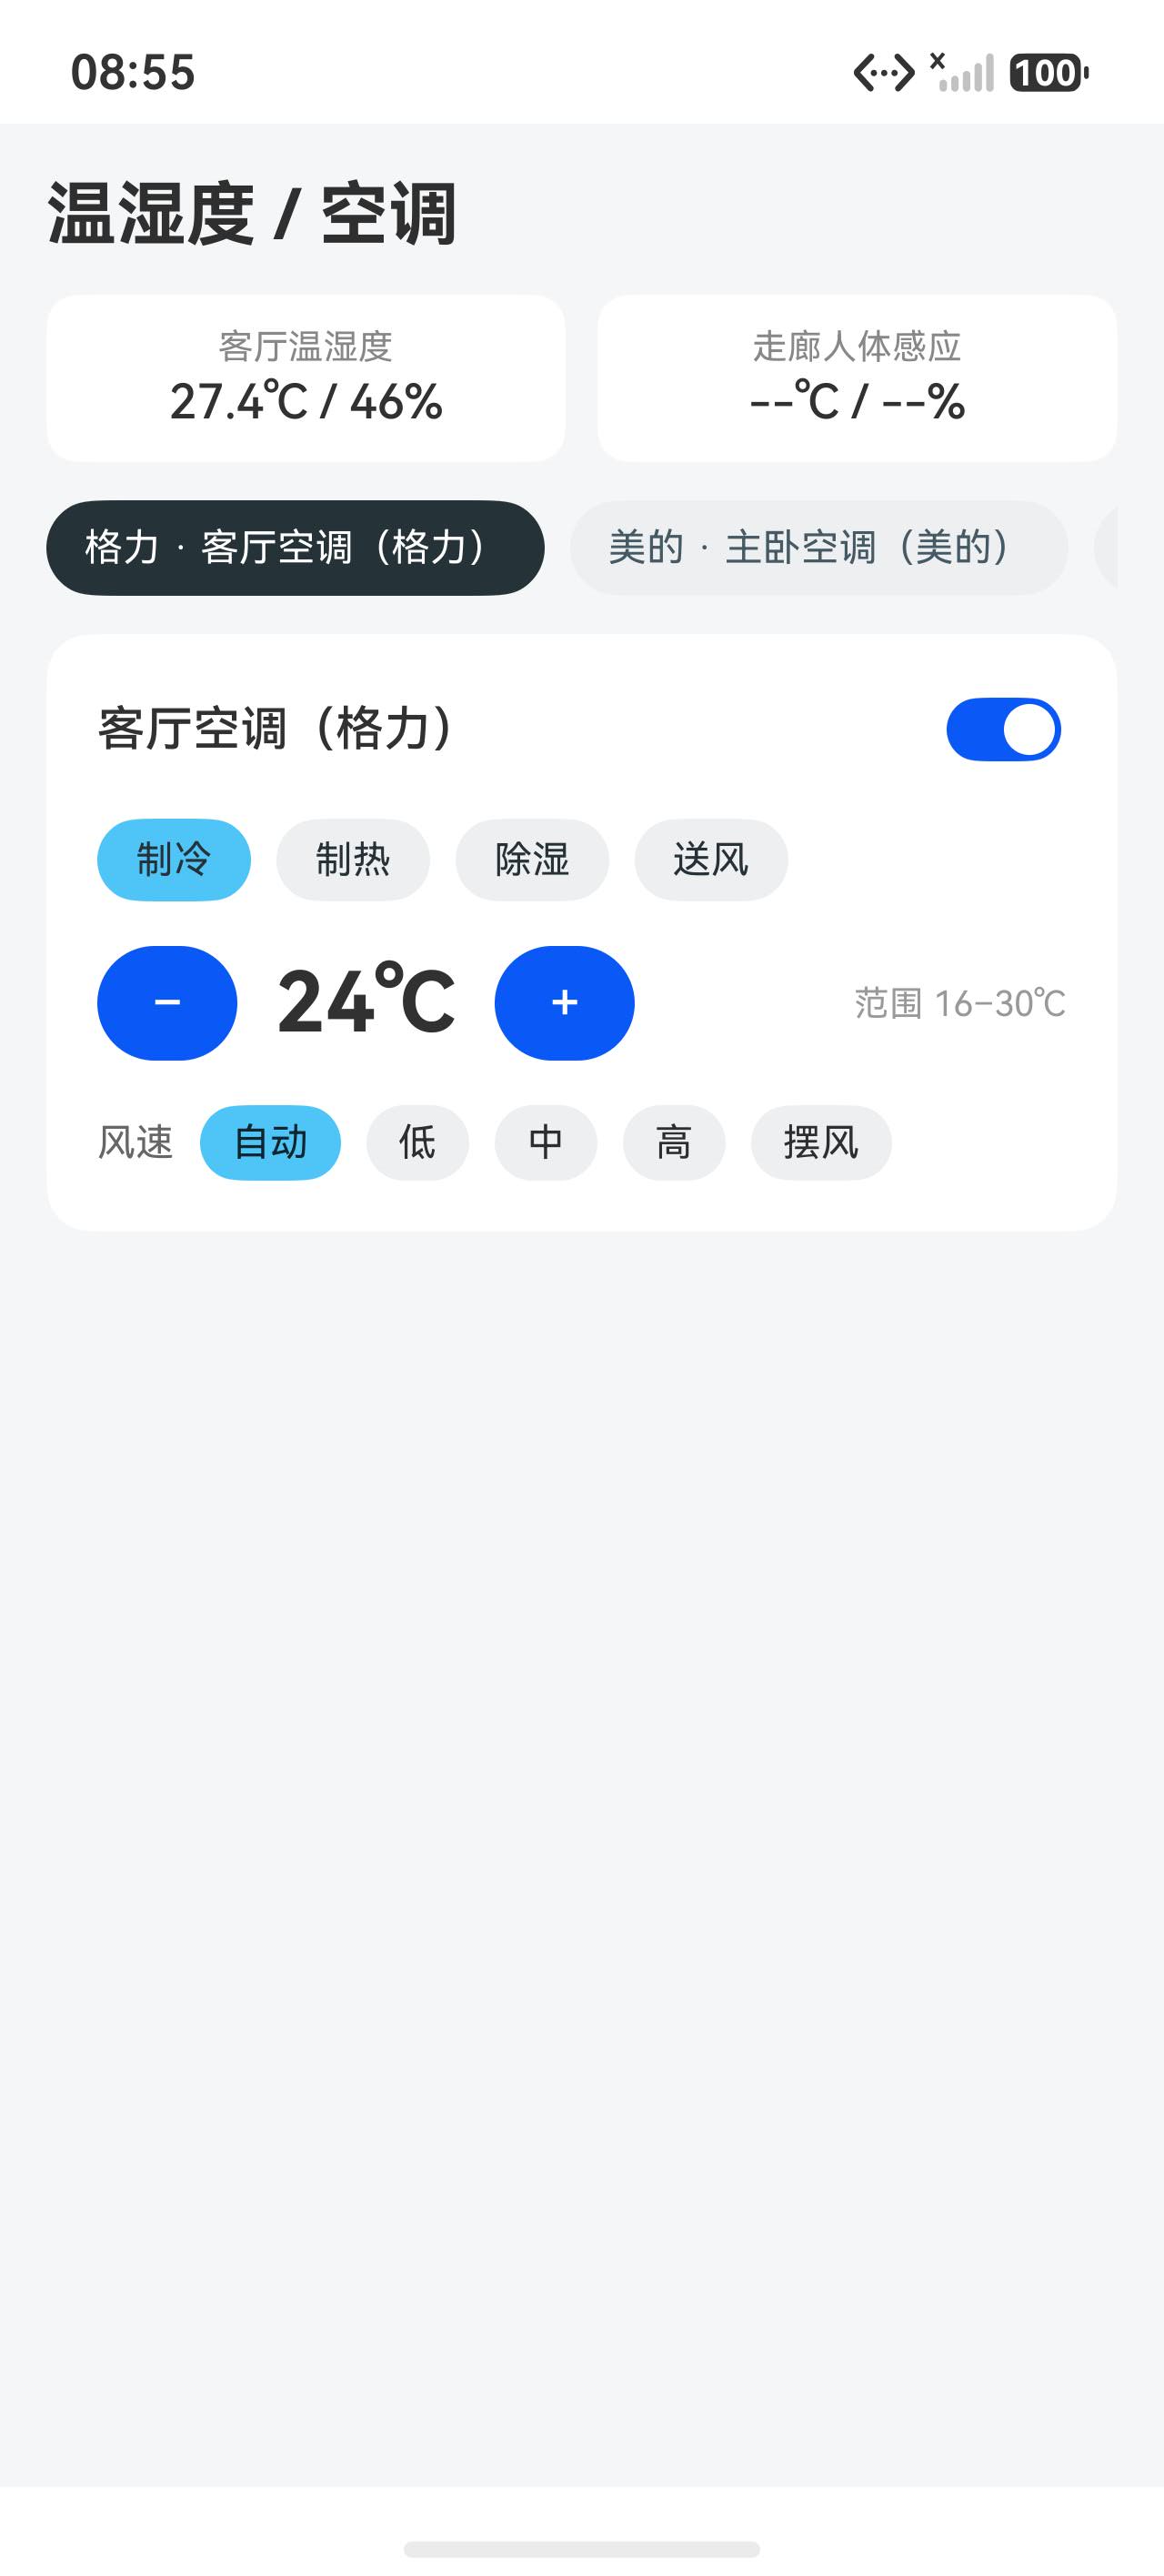 08:55
100
温湿度 / 空调
客厅温湿度
27.4℃ / 46%
走廊人体感应
--℃ / --%
格力 · 客厅空调（格力）
美的 · 主卧空调（美的）
客厅空调（格力）
制冷
制热
除湿
送风
−
24℃
+
范围 16–30℃
风速
自动
低
中
高
摆风